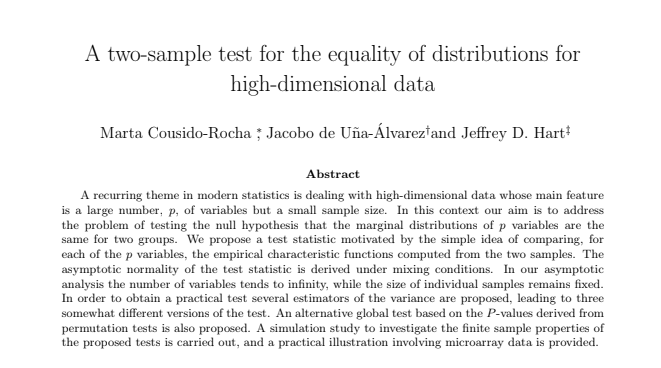 A two-sample test for the equality of distributions for
high-dimensional data
Marta Cousido-Rocha *, Jacobo de Uña-Álvarez†and Jeffrey D. Hart‡
Abstract
A recurring theme in modern statistics is dealing with high-dimensional data whose main feature
is a large number, p, of variables but a small sample size. In this context our aim is to address
the problem of testing the null hypothesis that the marginal distributions of p variables are the
same for two groups. We propose a test statistic motivated by the simple idea of comparing, for
each of the p variables, the empirical characteristic functions computed from the two samples. The
asymptotic normality of the test statistic is derived under mixing conditions. In our asymptotic
analysis the number of variables tends to infinity, while the size of individual samples remains fixed.
In order to obtain a practical test several estimators of the variance are proposed, leading to three
somewhat different versions of the test. An alternative global test based on the P-values derived from
permutation tests is also proposed. A simulation study to investigate the finite sample properties of
the proposed tests is carried out, and a practical illustration involving microarray data is provided.